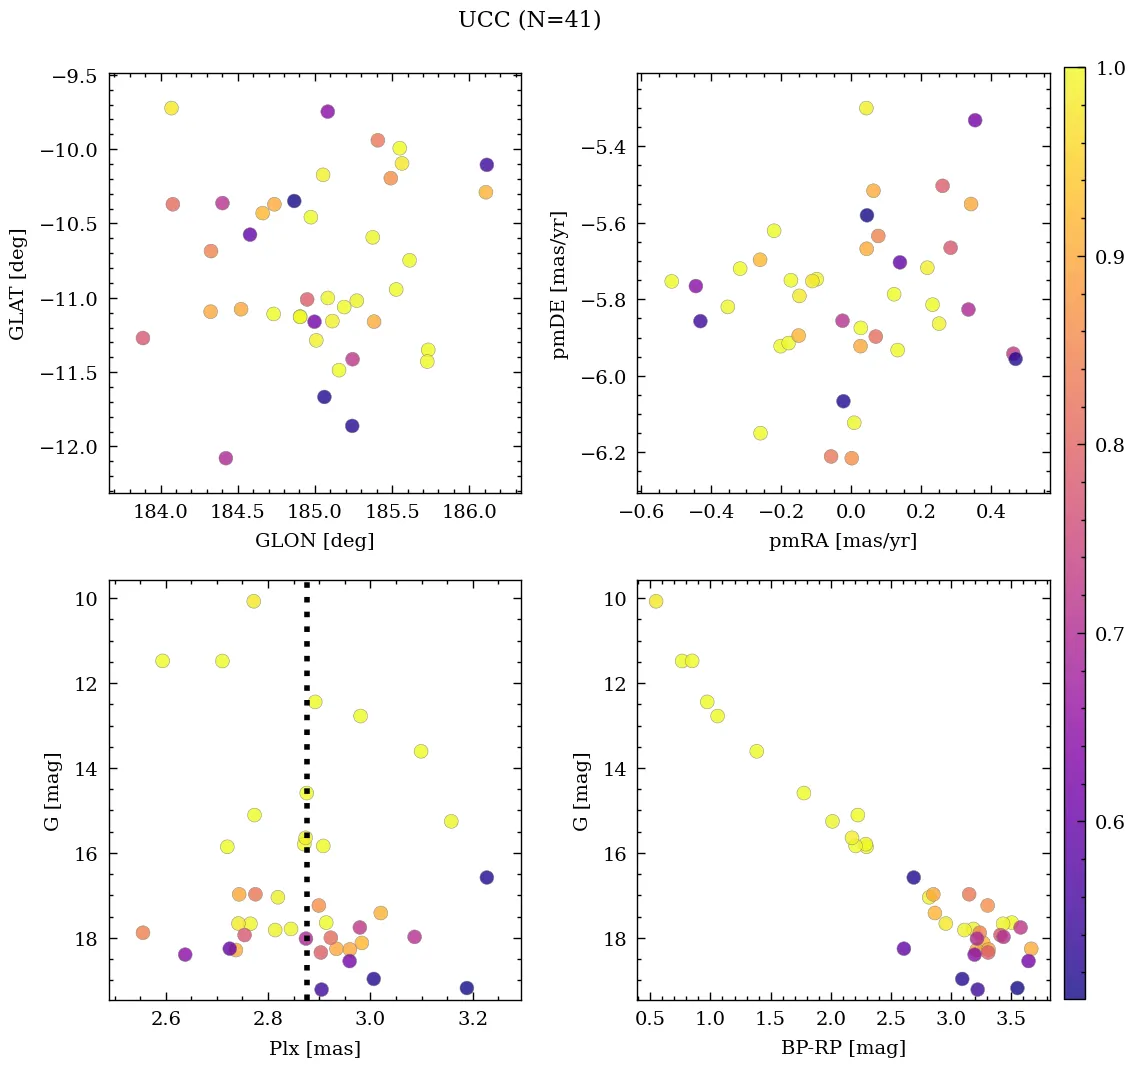 UCC (N=41)
−9.5
−10.0
−10.5
−11.0
−11.5
−12.0
GLAT [deg]
184.0 184.5 185.0 185.5 186.0
GLON [deg]
−5.4
−5.6
−5.8
−6.0
−6.2
pmDE [mas/yr]
−0.6 −0.4 −0.2 0.0 0.2 0.4
pmRA [mas/yr]
10
12
14
16
18
G [mag]
2.6 2.8 3.0 3.2
Plx [mas]
10
12
14
16
18
G [mag]
0.5 1.0 1.5 2.0 2.5 3.0 3.5
BP-RP [mag]
1.0
0.9
0.8
0.7
0.6